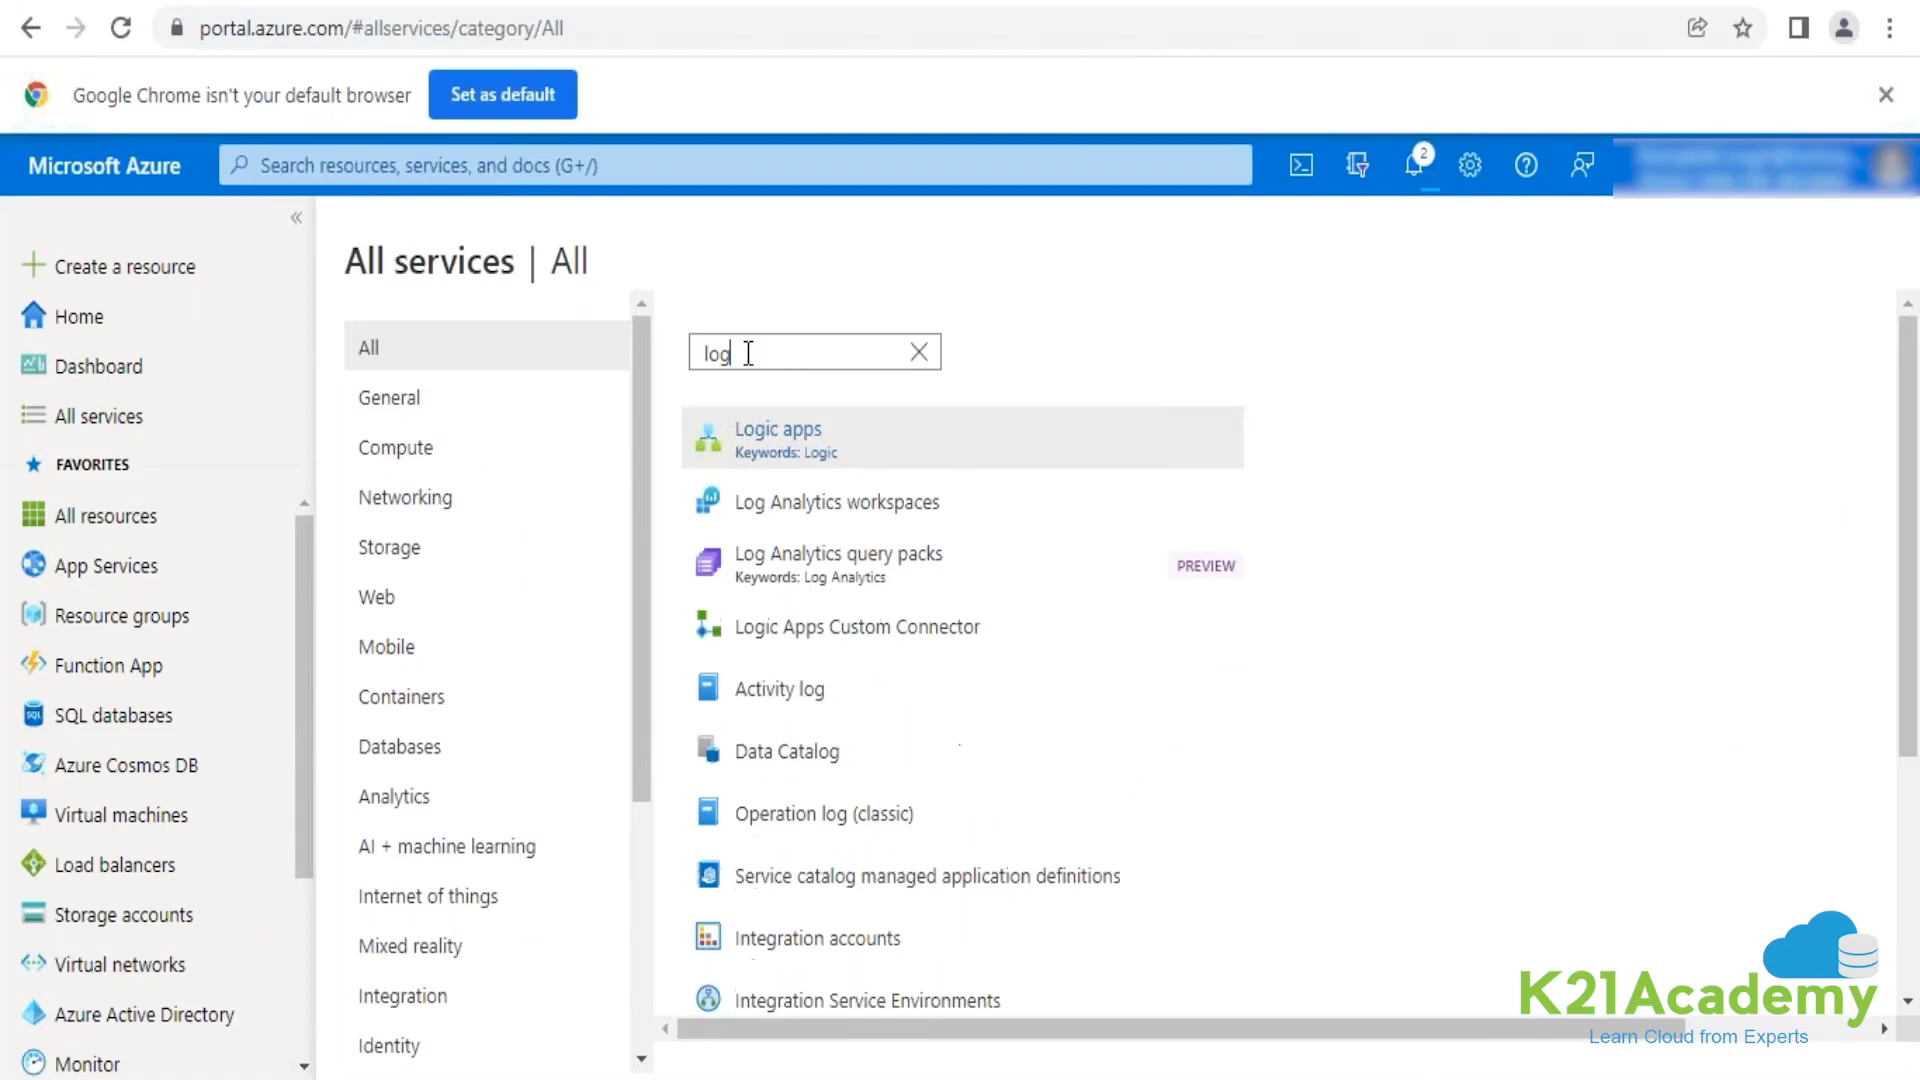 portal.azure.com/#allservices/category/All
Google Chrome isn't your default browser
Set as default
Microsoft Azure
Search resources, services, and docs (G+/)
2
Create a resource
Home
Dashboard
All services
FAVORITES
All resources
App Services
Resource groups
Function App
SQL databases
Azure Cosmos DB
Virtual machines
Load balancers
Storage accounts
Virtual networks
Azure Active Directory
Monitor
All services | All
All
General
Compute
Networking
Storage
Web
Mobile
Containers
Databases
Analytics
AI + machine learning
Internet of things
Mixed reality
Integration
Identity
log
Logic apps
Keywords: Logic
Log Analytics workspaces
Log Analytics query packs
Keywords: Log Analytics
PREVIEW
Logic Apps Custom Connector
Activity log
Data Catalog
Operation log (classic)
Service catalog managed application definitions
Integration accounts
Integration Service Environments
K21Academy
Learn Cloud from Experts